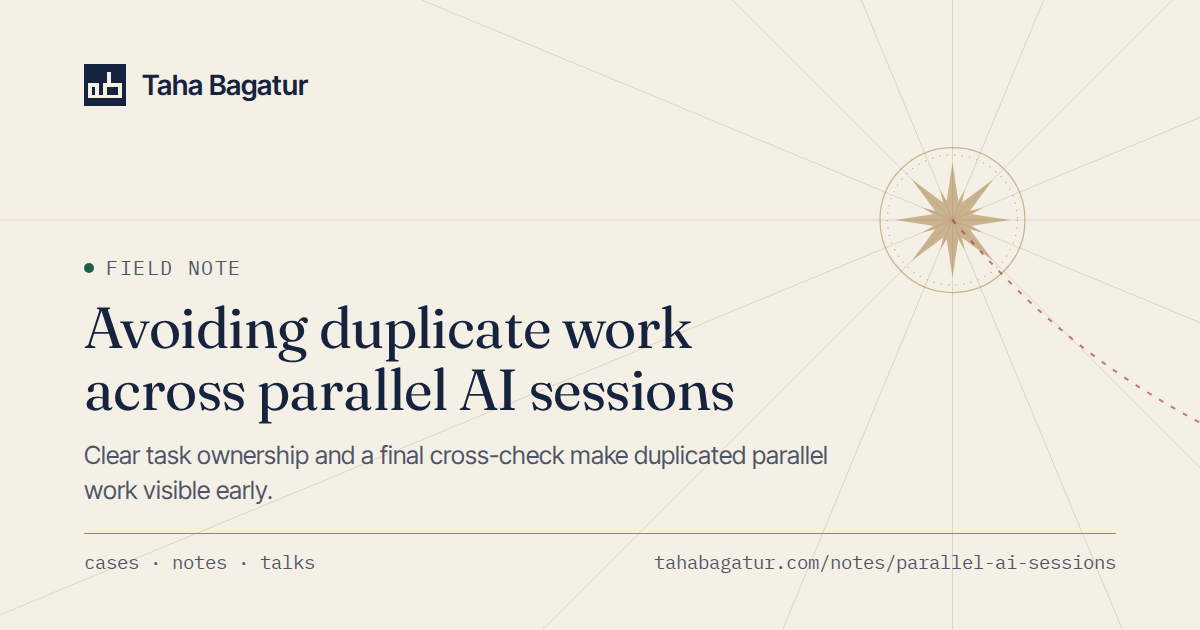 Taha Bagatur
FIELD NOTE
Avoiding duplicate work
across parallel AI sessions
Clear task ownership and a final cross-check make duplicated parallel
work visible early.
cases · notes · talks
tahabagatur.com/notes/parallel-ai-sessions